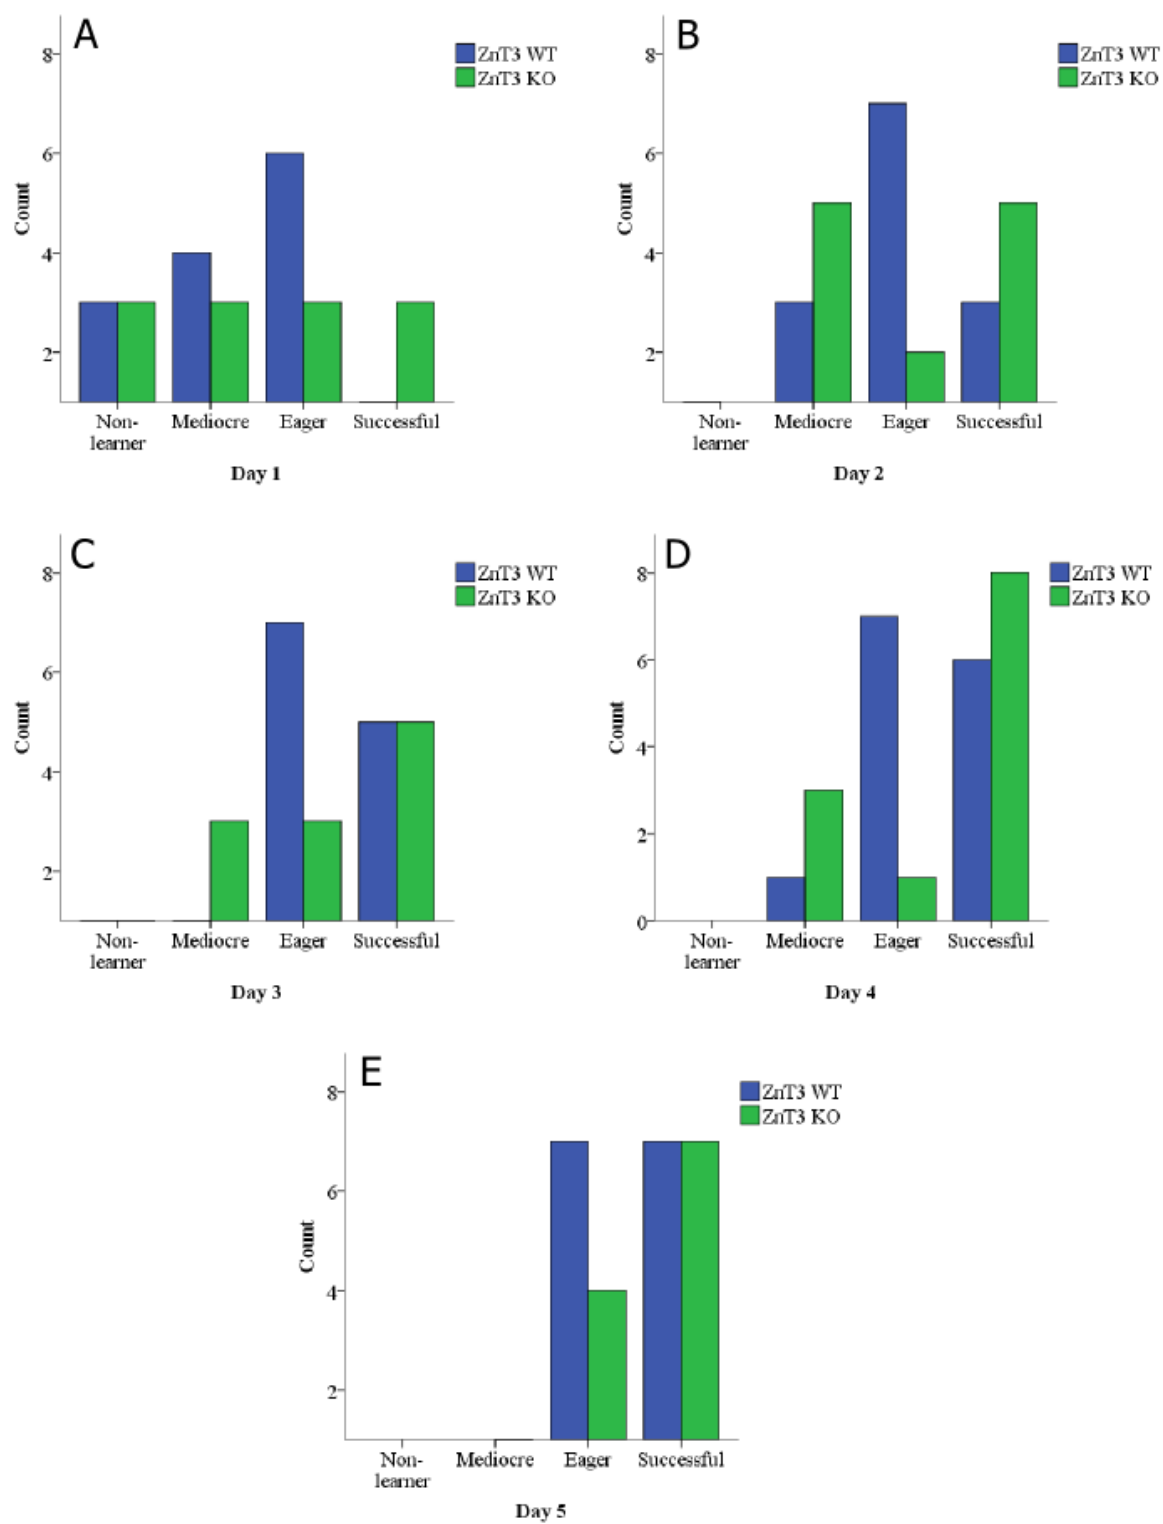 A
8
6
4
2
Count
ZnT3 WT
ZnT3 KO
Non-
learner
Mediocre
Eager
Successful
Day 1
B
8
6
4
2
Count
ZnT3 WT
ZnT3 KO
Non-
learner
Mediocre
Eager
Successful
Day 2
C
8
6
4
2
Count
ZnT3 WT
ZnT3 KO
Non-
learner
Mediocre
Eager
Successful
Day 3
D
8
6
4
2
0
Count
ZnT3 WT
ZnT3 KO
Non-
learner
Mediocre
Eager
Successful
Day 4
E
8
6
4
2
Count
ZnT3 WT
ZnT3 KO
Non-
learner
Mediocre
Eager
Successful
Day 5